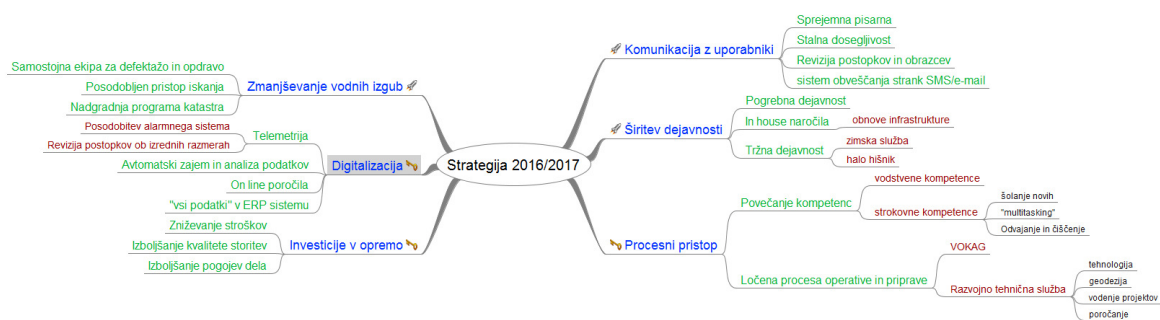 Strategija 2016/2017
Zmanjševanje vodnih izgub
Samostojna ekipa za defektažo in opdravo
Posodobljen pristop iskanja
Nadgradnja programa katastra
Digitalizacija
Telemetrija
Posodobitev alarmnega sistema
Revizija postopkov ob izrednih razmerah
Avtomatski zajem in analiza podatkov
On line poročila
"vsi podatki" v ERP sistemu
Investicije v opremo
Zniževanje stroškov
Izboljšanje kvalitete storitev
Izboljšanje pogojev dela
Komunikacija z uporabniki
Sprejemna pisarna
Stalna dosegljivost
Revizija postopkov in obrazcev
sistem obveščanja strank SMS/e-mail
Širitev dejavnosti
Pogrebna dejavnost
In house naročila
obnove infrastrukture
Tržna dejavnost
zimska služba
halo hišnik
Procesni pristop
Povečanje kompetenc
vodstvene kompetence
strokovne kompetence
šolanje novih
"multitasking"
Odvajanje in čiščenje
Ločena procesa operative in priprave
VOKAG
Razvojno tehnična služba
tehnologija
geodezija
vodenje projektov
poročanje